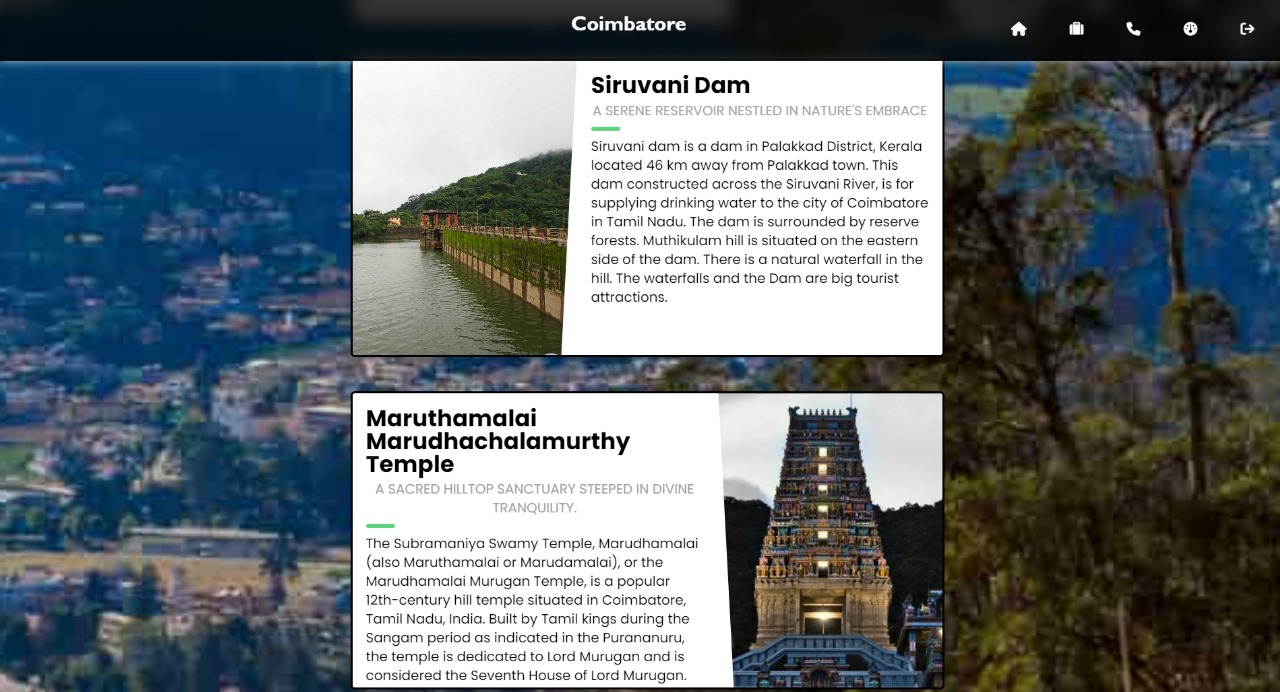 Coimbatore
Siruvani Dam
A SERENE RESERVOIR NESTLED IN NATURE'S EMBRACE
Siruvani dam is a dam in Palakkad District, Kerala
located 46 km away from Palakkad town. This
dam constructed across the Siruvani River, is for
supplying drinking water to the city of Coimbatore
in Tamil Nadu. The dam is surrounded by reserve
forests. Muthikulam hill is situated on the eastern
side of the dam. There is a natural waterfall in the
hill. The waterfalls and the Dam are big tourist
attractions.
Maruthamalai
Marudhachalamurthy
Temple
A SACRED HILLTOP SANCTUARY STEEPED IN DIVINE
TRANQUILITY.
The Subramaniya Swamy Temple, Marudhamalai
(also Maruthamalai or Marudamalai), or the
Marudhamalai Murugan Temple, is a popular
12th-century hill temple situated in Coimbatore,
Tamil Nadu, India. Built by Tamil kings during the
Sangam period as indicated in the Purananuru,
the temple is dedicated to Lord Murugan and is
considered the Seventh House of Lord Murugan.